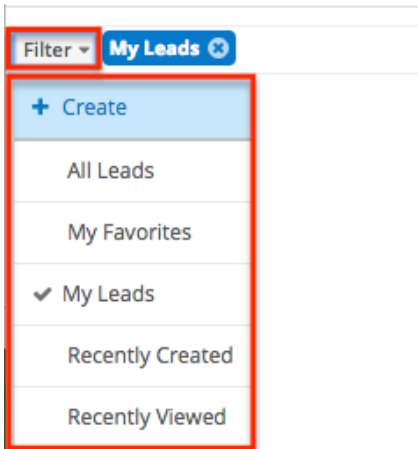 Filter My Leads
Create
All Leads
My Favorites
My Leads
Recently Created
Recently Viewed